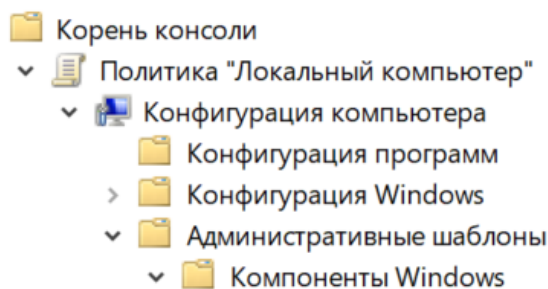 Корень консоли
Политика "Локальный компьютер"
Конфигурация компьютера
Конфигурация программ
Конфигурация Windows
Административные шаблоны
Компоненты Windows